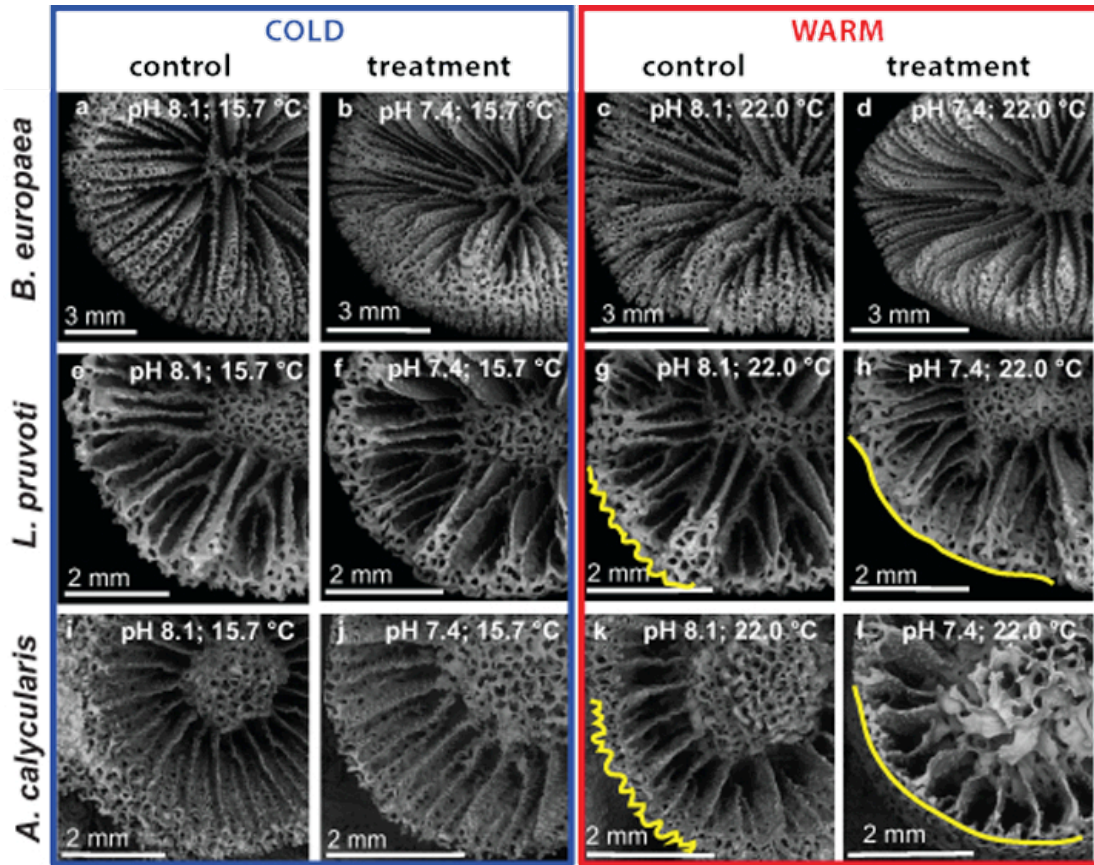 COLD WARM
control treatment control treatment
B. europaea
a pH 8.1; 15.7 °C b pH 7.4; 15.7 °C c pH 8.1; 22.0 °C d pH 7.4; 22.0 °C
3 mm 3 mm 3 mm 3 mm
L. pruvoti
e pH 8.1; 15.7 °C f pH 7.4; 15.7 °C g pH 8.1; 22.0 °C h pH 7.4; 22.0 °C
2 mm 2 mm 2 mm 2 mm
A. calycularis
i pH 8.1; 15.7 °C j pH 7.4; 15.7 °C k pH 8.1; 22.0 °C l pH 7.4; 22.0 °C
2 mm 2 mm 2 mm 2 mm